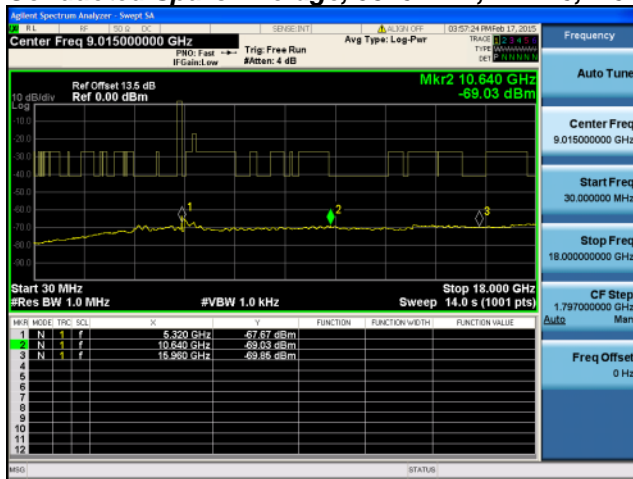 Agilent Spectrum Analyzer - Swept SA
RL RF 50 Ω DC SENSE:INT ALIGN OFF 03:57:24 PM Feb 17, 2015
Center Freq 9.015000000 GHz
PNO: Fast
IFGain:Low
Trig: Free Run
#Atten: 4 dB
Avg Type: Log-Pwr
TRACE 1 2 3 4 5 6
TYPE
DET P N N N N N
Ref Offset 13.5 dB
10 dB/div Ref 0.00 dBm
Log
Mkr2 10.640 GHz
-69.03 dBm
-10.0
-20.0
-30.0
-40.0
-50.0
-60.0
-70.0
-80.0
-90.0
1
2
3
Start 30 MHz Stop 18.000 GHz
#Res BW 1.0 MHz #VBW 1.0 kHz Sweep 14.0 s (1001 pts)
MKR MODE TRC SCL X Y FUNCTION FUNCTION WIDTH FUNCTION VALUE
1 N 1 f 5.320 GHz -67.67 dBm
2 N 1 f 10.640 GHz -69.03 dBm
3 N 1 f 15.960 GHz -69.85 dBm
4
5
6
7
8
9
10
11
12
MSG STATUS
Frequency
Auto Tune
Center Freq
9.015000000 GHz
Start Freq
30.000000 MHz
Stop Freq
18.000000000 GHz
CF Step
1.797000000 GHz
Auto Man
Freq Offset
0 Hz